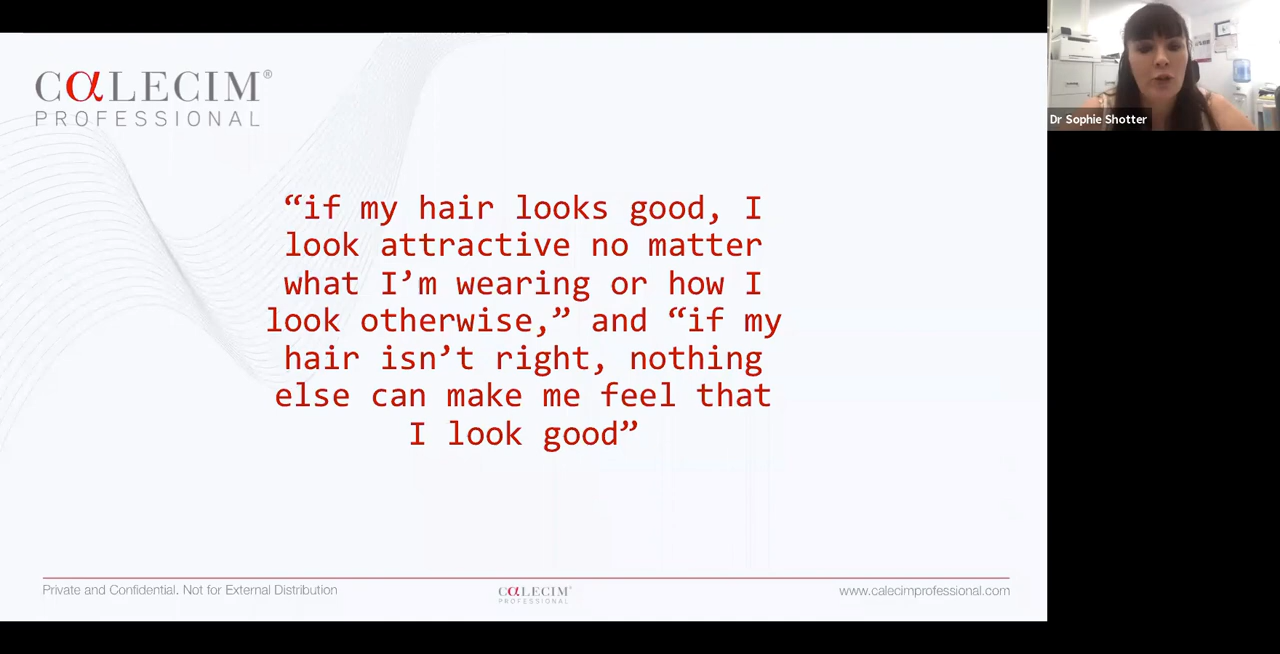 CαLECIM®
PROFESSIONAL
“if my hair looks good, I
look attractive no matter
what I’m wearing or how I
look otherwise,” and “if my
hair isn’t right, nothing
else can make me feel that
I look good”
Private and Confidential. Not for External Distribution
CαLECIM®
PROFESSIONAL
www.calecimprofessional.com
Dr Sophie Shotter